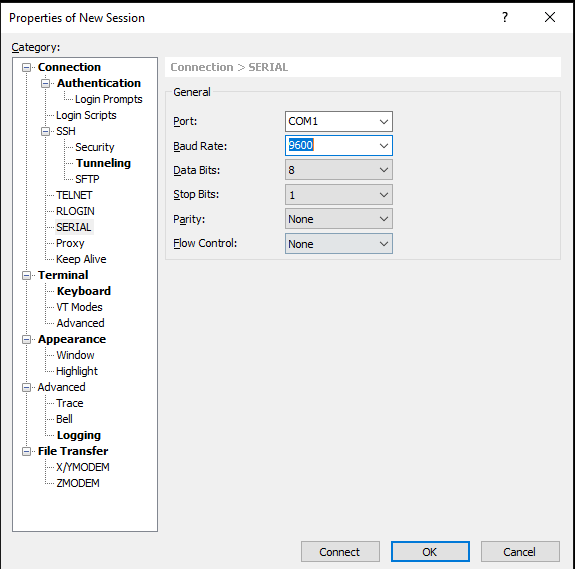 Properties of New Session
Category:
Connection
Authentication
Login Prompts
Login Scripts
SSH
Security
Tunneling
SFTP
TELNET
RLOGIN
SERIAL
Proxy
Keep Alive
Terminal
Keyboard
VT Modes
Advanced
Appearance
Window
Highlight
Advanced
Trace
Bell
Logging
File Transfer
X/YMODEM
ZMODEM
Connection > SERIAL
General
Port: COM1
Baud Rate: 9600
Data Bits: 8
Stop Bits: 1
Parity: None
Flow Control: None
Connect OK Cancel